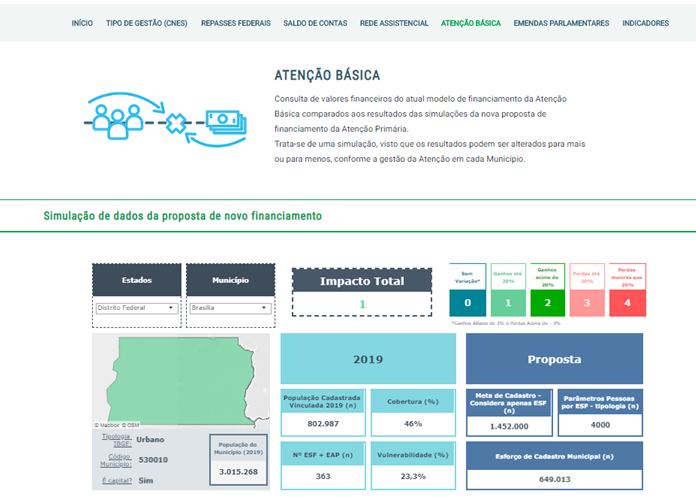 INÍCIO TIPO DE GESTÃO (CNES) REPASSES FEDERAIS SALDO DE CONTAS REDE ASSISTENCIAL ATENÇÃO BÁSICA EMENDAS PARLAMENTARES INDICADORES
ATENÇÃO BÁSICA
Consulta de valores financeiros do atual modelo de financiamento da Atenção
Básica comparados aos resultados das simulações da nova proposta de
financiamento da Atenção Primária.
Trata-se de uma simulação, visto que os resultados podem ser alterados para mais
ou para menos, conforme a gestão da Atenção em cada Município.
Simulação de dados da proposta de novo financiamento
Estados
Distrito Federal
Município
Brasília
Impacto Total
1
Sem
Variação*
0
Ganhos até
20%
1
Ganhos
acima de
20%
2
Perdas até
20%
3
Perdas
maiores que
20%
4
*Ganhos Abaixo de 3% e Perdas Acima de - 3%
© Mapbox © OSM
Tipologia
IBGE: Urbano
Código
Município: 530010
É capital? Sim
População do
Município (2019)
3.015.268
2019
População Cadastrada
Vinculada 2019 (n)
802.987
Cobertura (%)
46%
Nº ESF + EAP (n)
363
Vulnerabilidade (%)
23,3%
Proposta
Meta de Cadastro -
Considera apenas ESF
(n)
1.452.000
Parâmetros Pessoas
por ESF - tipologia (n)
4000
Esforço de Cadastro Municipal (n)
649.013